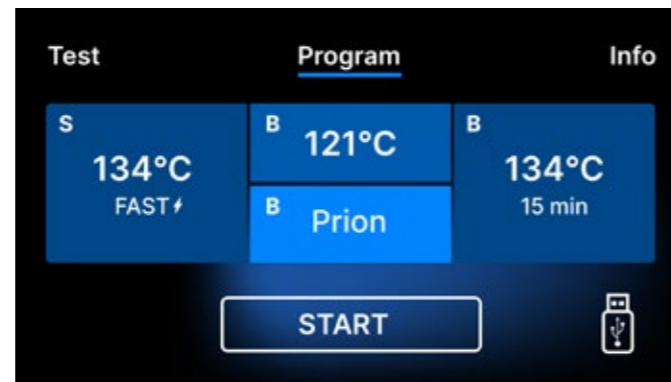 Test Program Info
S
134°C
FAST
B
121°C
B
Prion
B
134°C
15 min
START